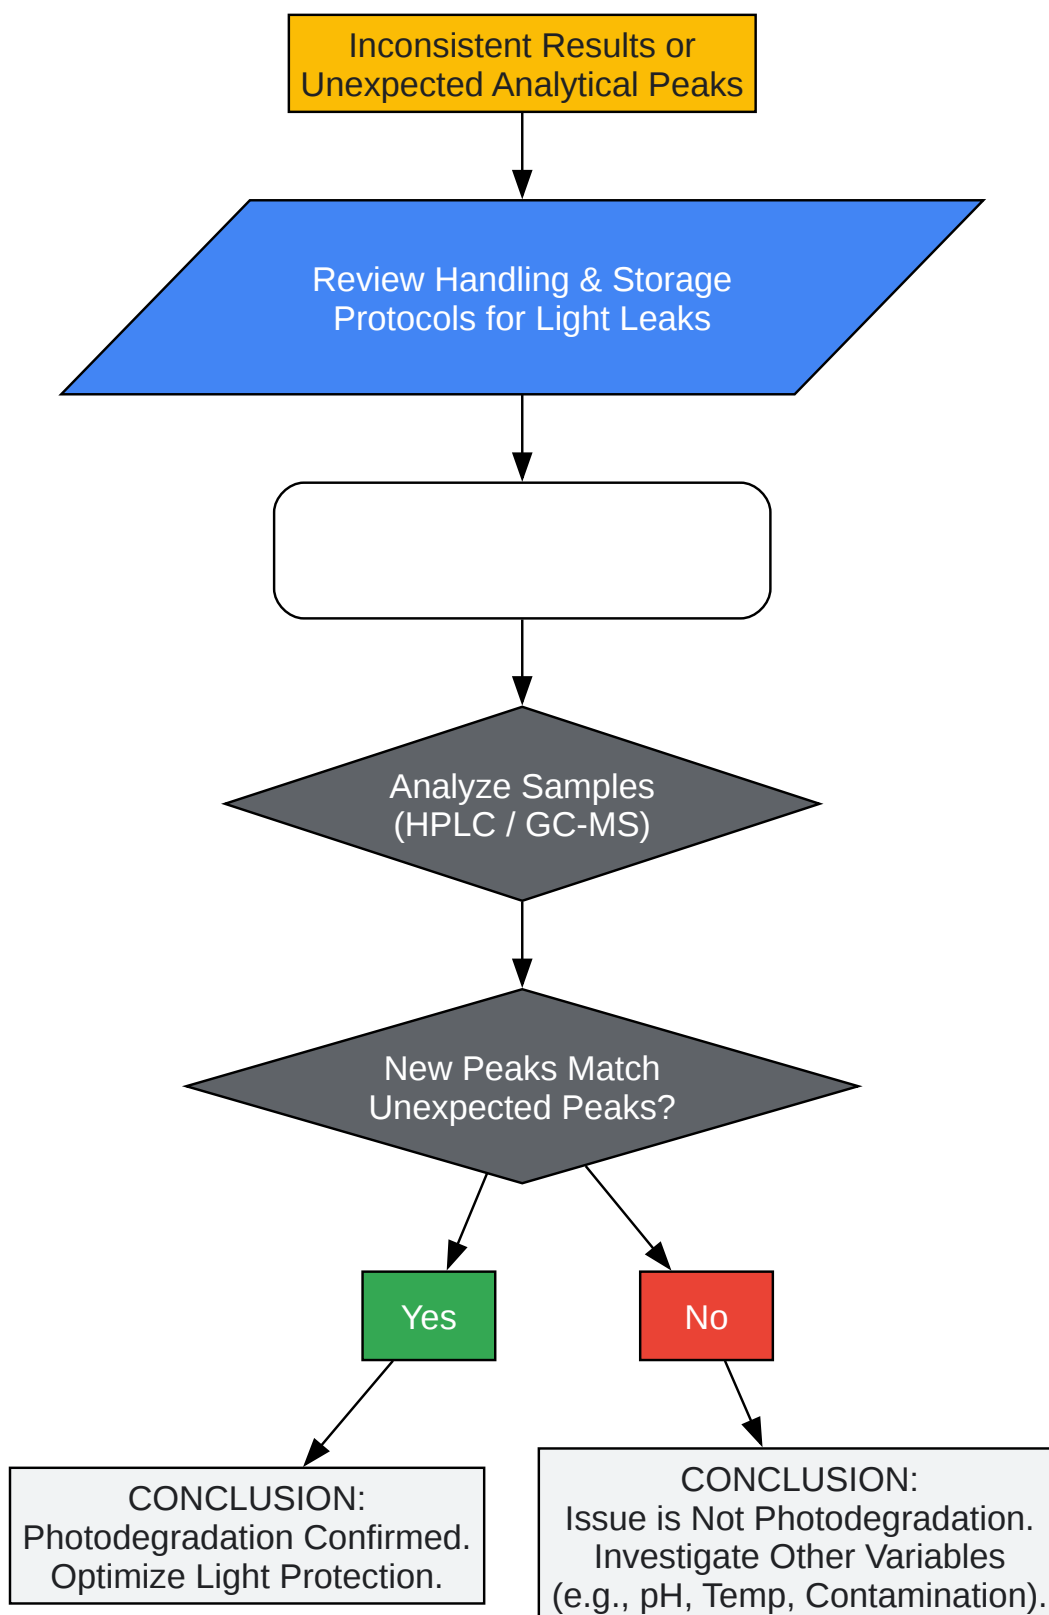 Inconsistent Results or
Unexpected Analytical Peaks
Review Handling & Storage
Protocols for Light Leaks
Analyze Samples
(HPLC / GC-MS)
New Peaks Match
Unexpected Peaks?
Yes
No
CONCLUSION:
Photodegradation Confirmed.
Optimize Light Protection.
CONCLUSION:
Issue is Not Photodegradation.
Investigate Other Variables
(e.g., pH, Temp, Contamination).